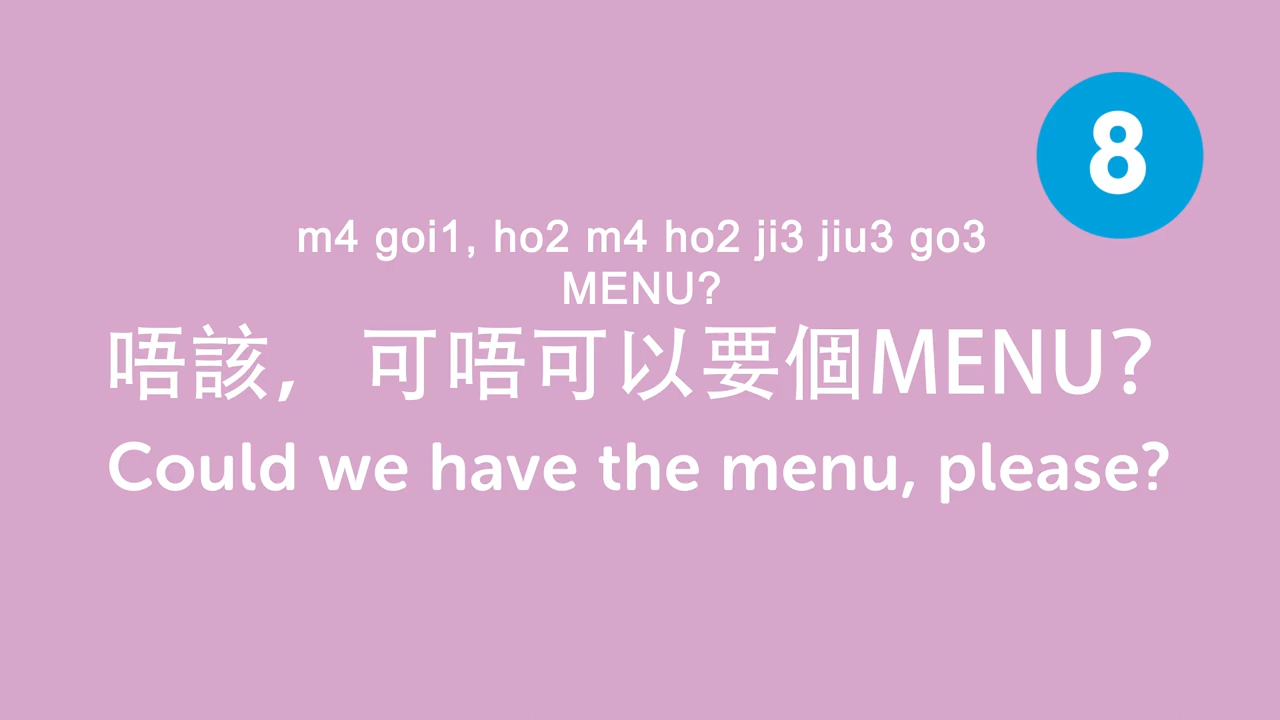 8
m4 goi1, ho2 m4 ho2 ji3 jiu3 go3
MENU?
唔該，可唔可以要個MENU?
Could we have the menu, please?